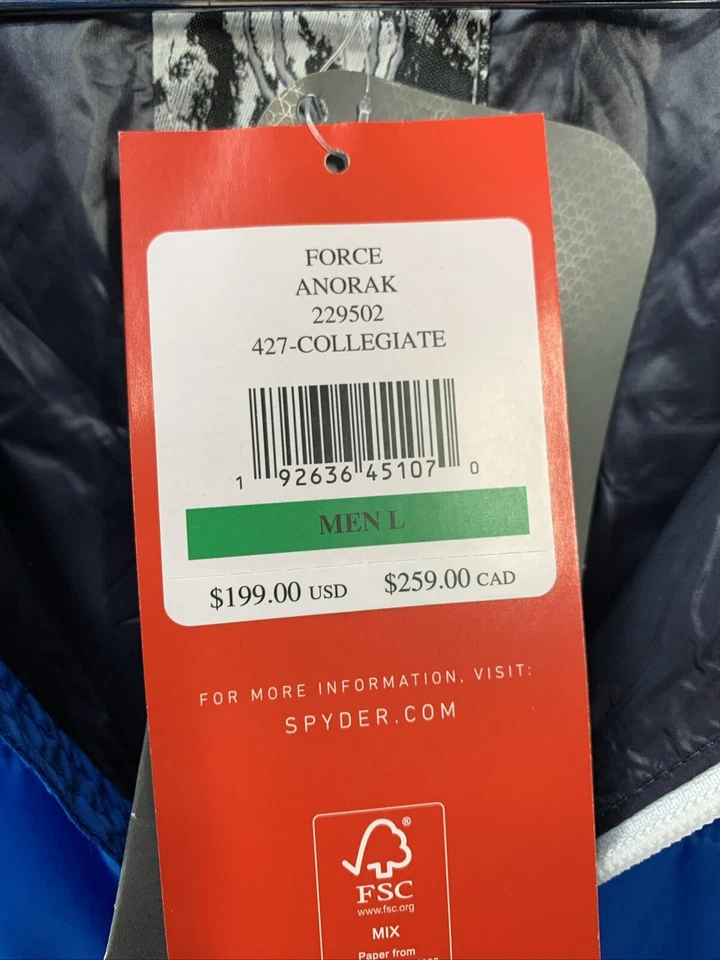 FORCE
ANORAK
229502
427-COLLEGIATE
1 92636 45107 0
MEN L
$199.00 USD $259.00 CAD
FOR MORE INFORMATION, VISIT:
SPYDER.COM
®
FSC
www.fsc.org
MIX
Paper from